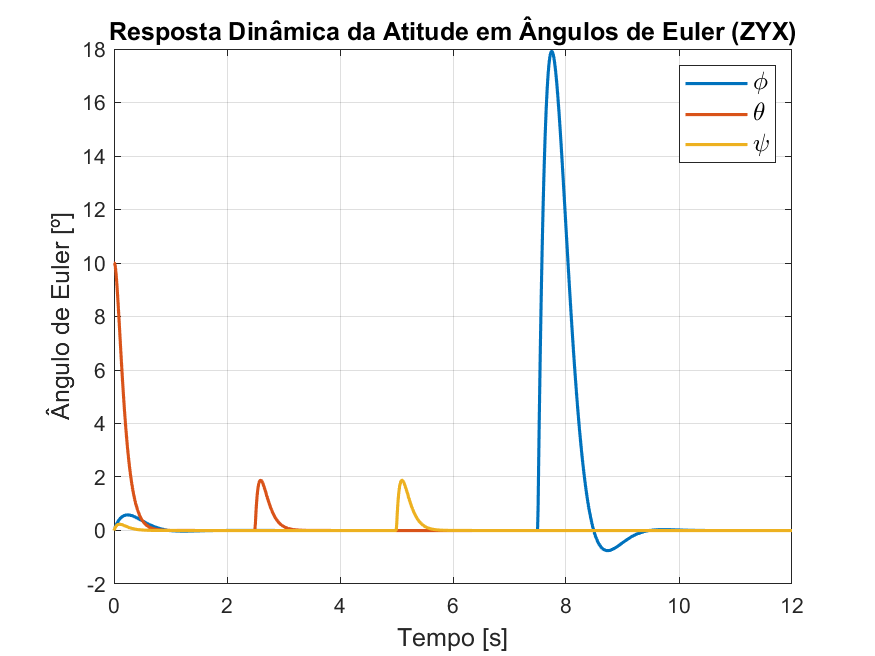 Resposta Dinâmica da Atitude em Ângulos de Euler (ZYX)
18
16
14
12
10
8
6
4
2
0
-2
Ângulo de Euler [º]
ϕ
θ
ψ
0 2 4 6 8 10 12
Tempo [s]